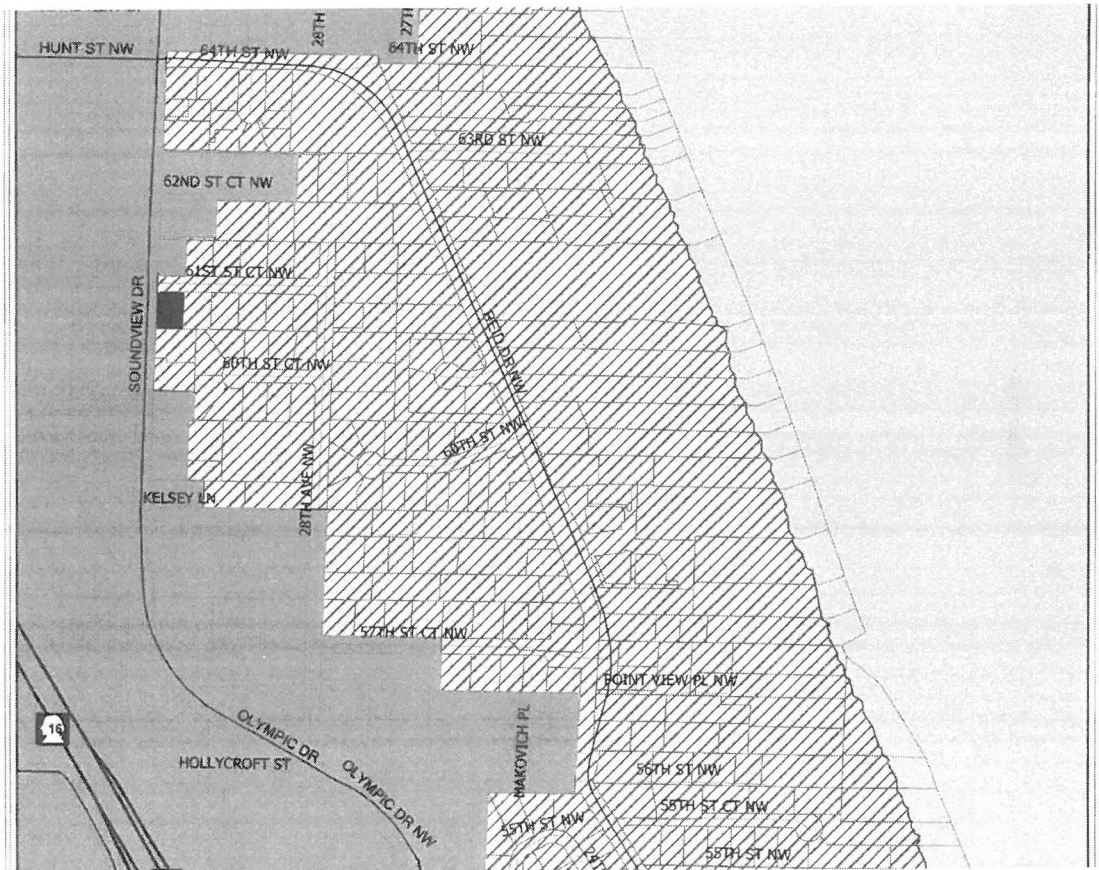 28TH
27TH
HUNT ST NW
64TH ST NW
64TH ST NW
63RD ST NW
62ND ST CT NW
61ST ST CT NW
SOUNDVIEW DR
REID DR NW
60TH ST CT NW
60TH ST NW
28TH AVE NW
KELSEY LN
57TH ST CT NW
POINT VIEW PL NW
OLYMPIC DR
MAKOVICH PL
16
HOLLYCROFT ST
OLYMPIC DR NW
56TH ST NW
55TH ST CT NW
55TH ST NW
55TH ST NW
24T